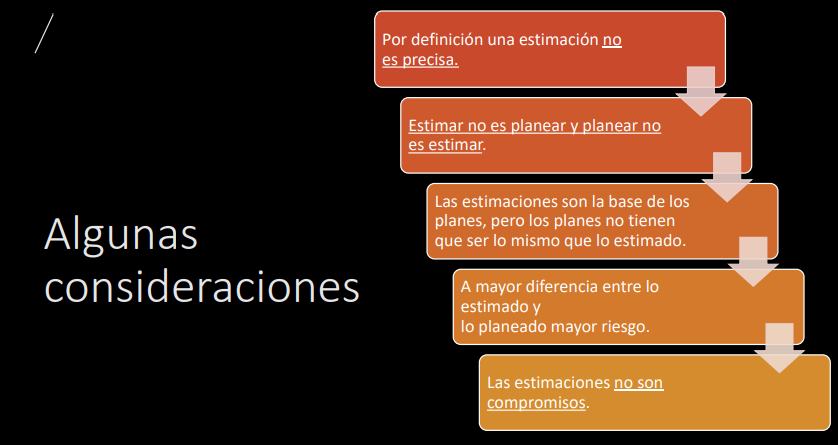 Algunas
consideraciones
Por definición una estimación no
es precisa.
Estimar no es planear y planear no
es estimar.
Las estimaciones son la base de los
planes, pero los planes no tienen
que ser lo mismo que lo estimado.
A mayor diferencia entre lo
estimado y
lo planeado mayor riesgo.
Las estimaciones no son
compromisos.